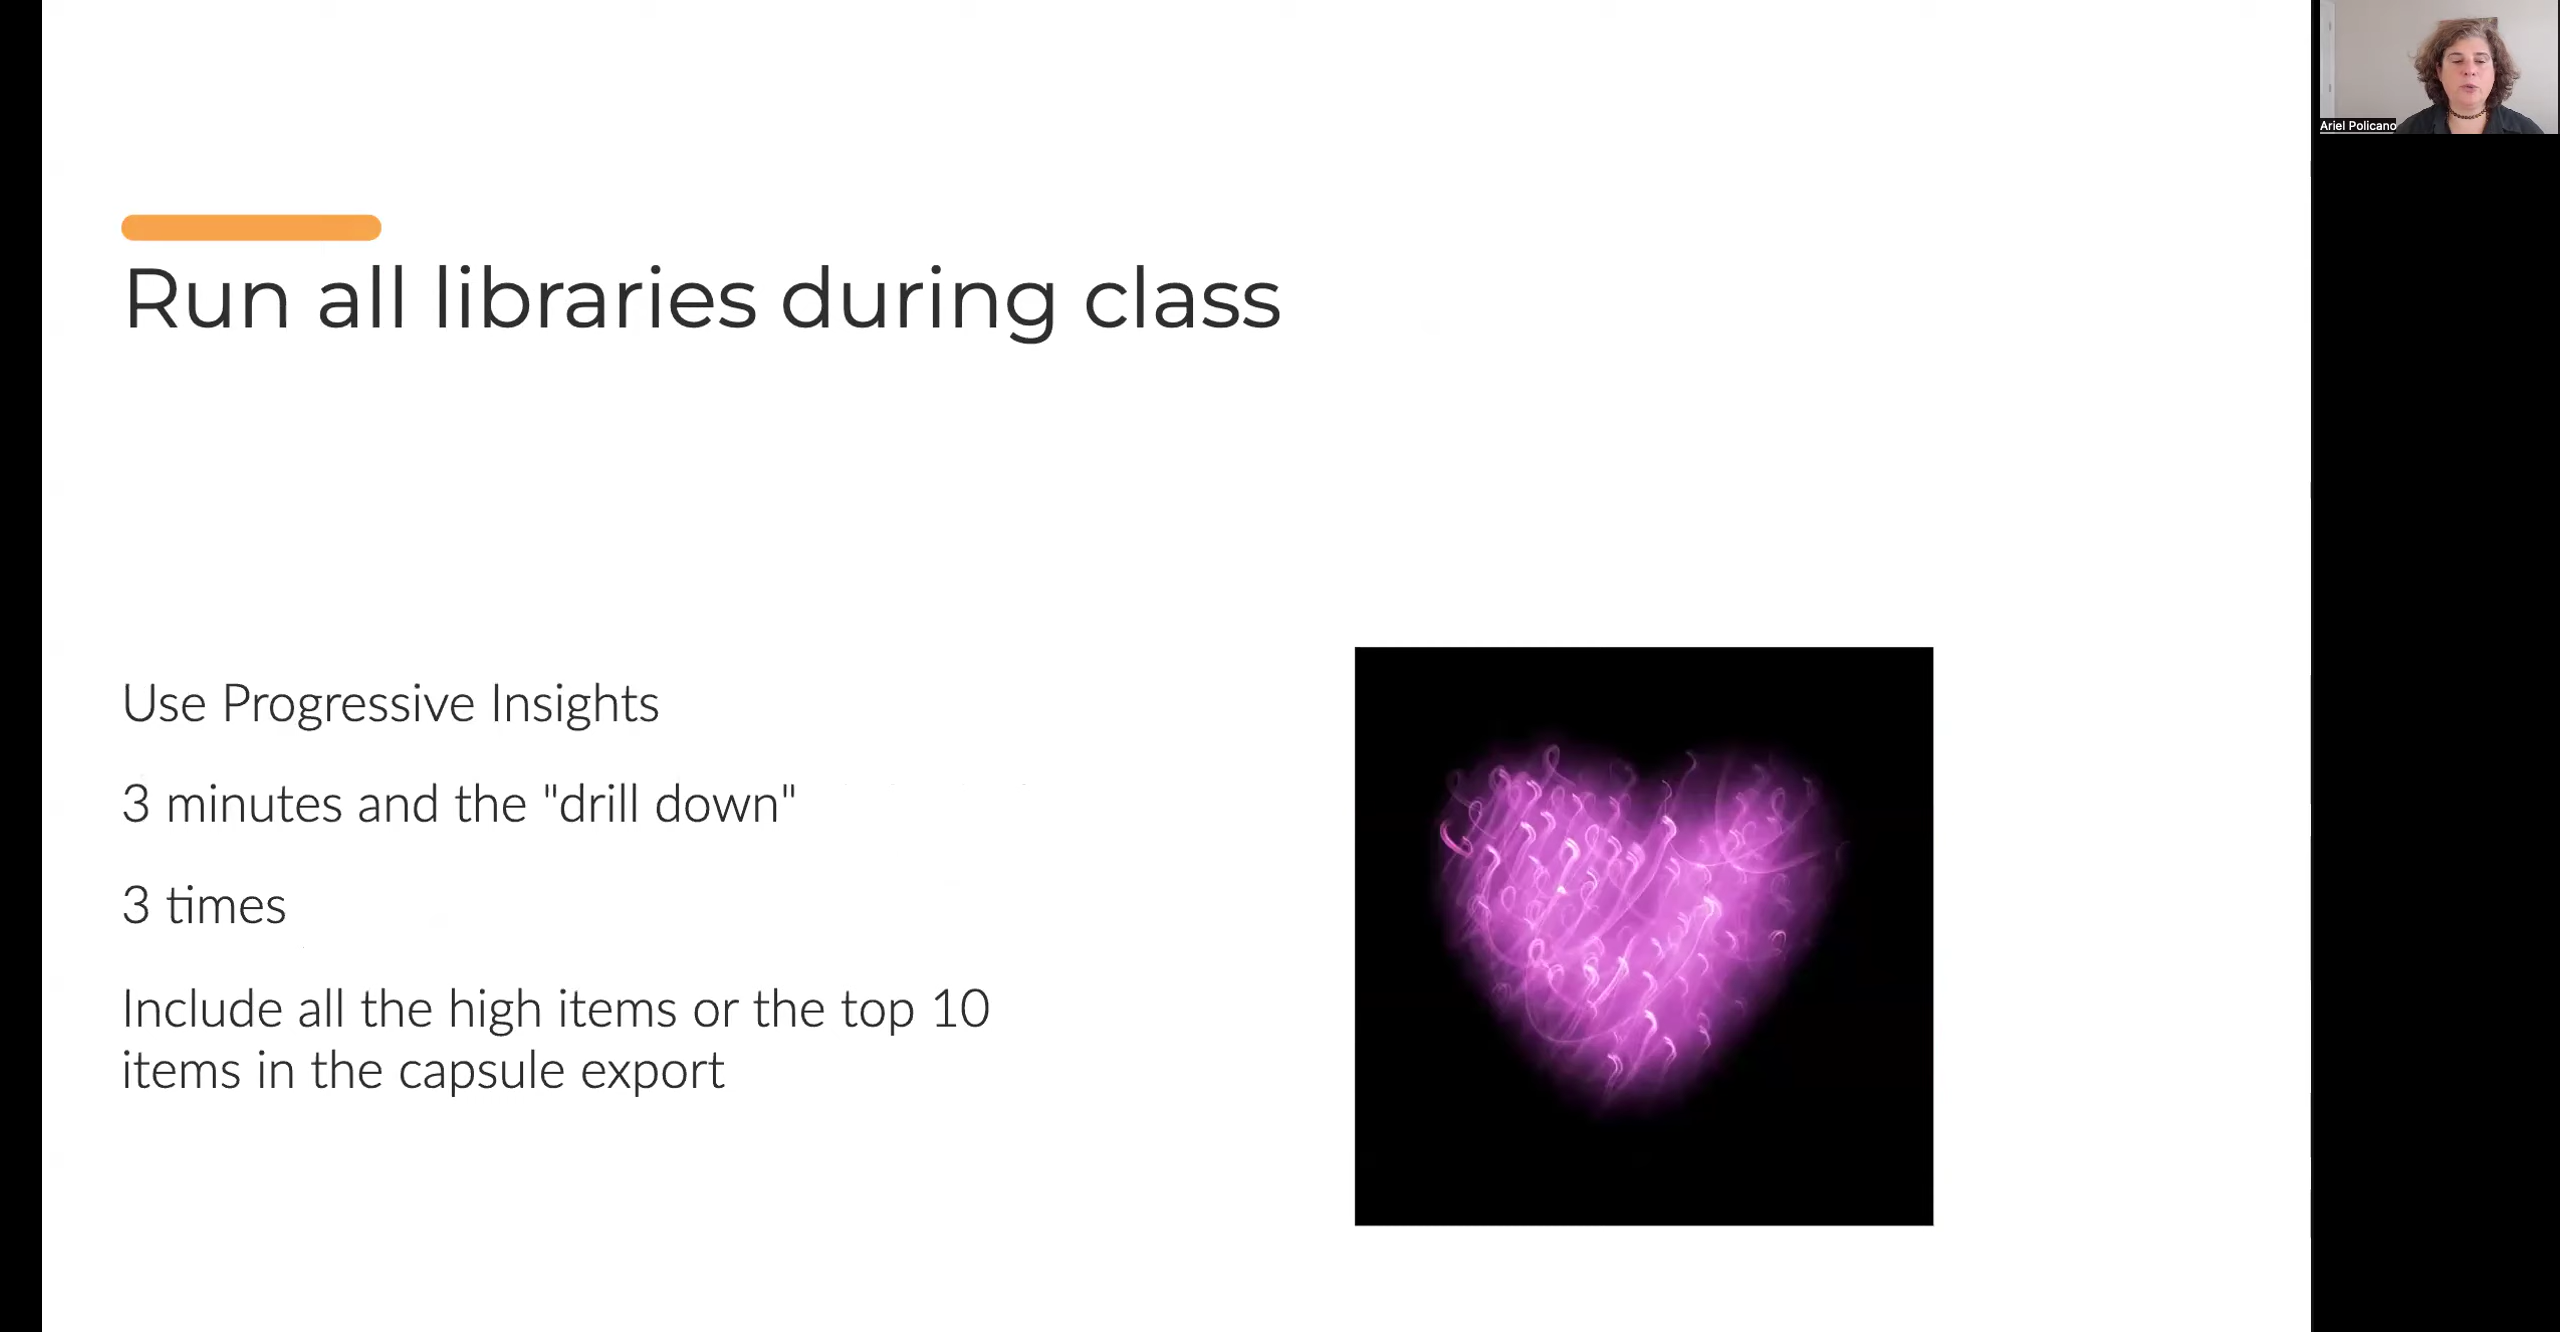 Ariel Policano
Run all libraries during class
Use Progressive Insights
3 minutes and the "drill down"
3 times
Include all the high items or the top 10
items in the capsule export